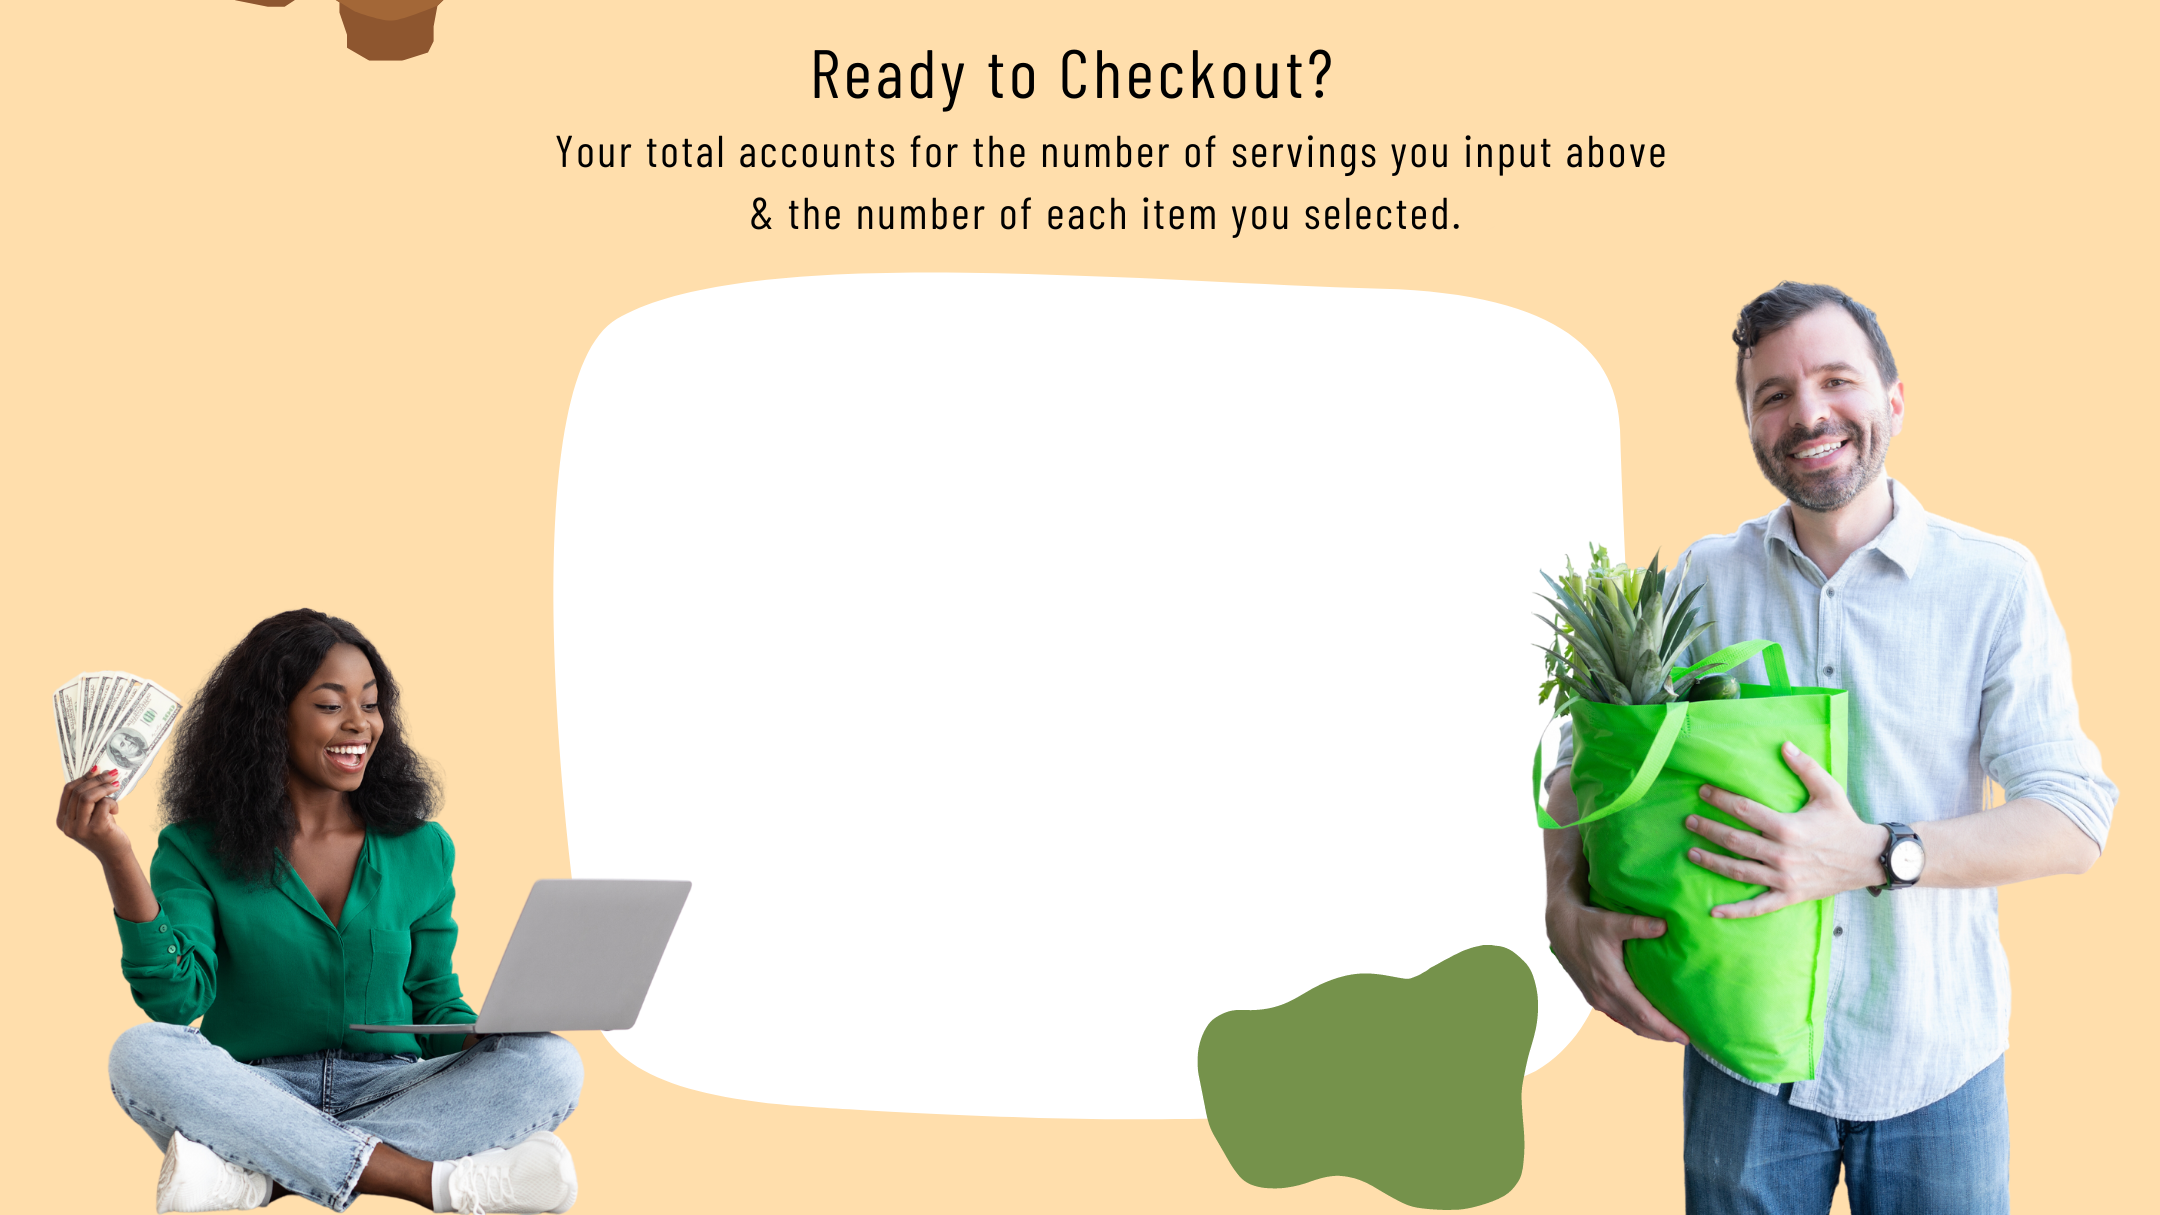 Ready to Checkout?
Your total accounts for the number of servings you input above
& the number of each item you selected.